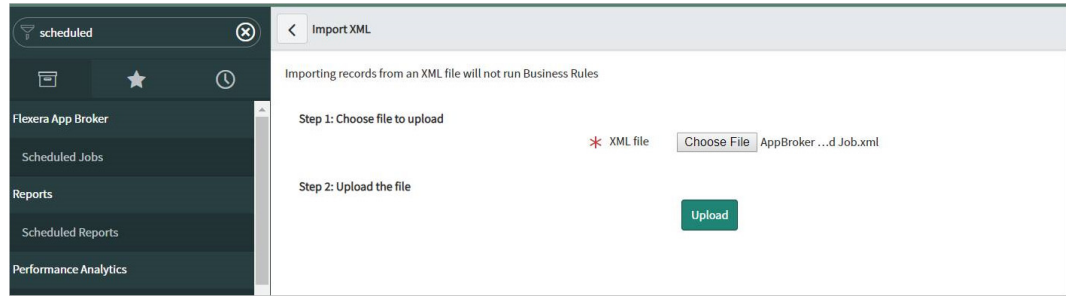 scheduled
Import XML
Importing records from an XML file will not run Business Rules
Flexera App Broker
Step 1: Choose file to upload
XML file Choose File AppBroker ...d Job.xml
Scheduled Jobs
Step 2: Upload the file
Reports
Upload
Scheduled Reports
Performance Analytics